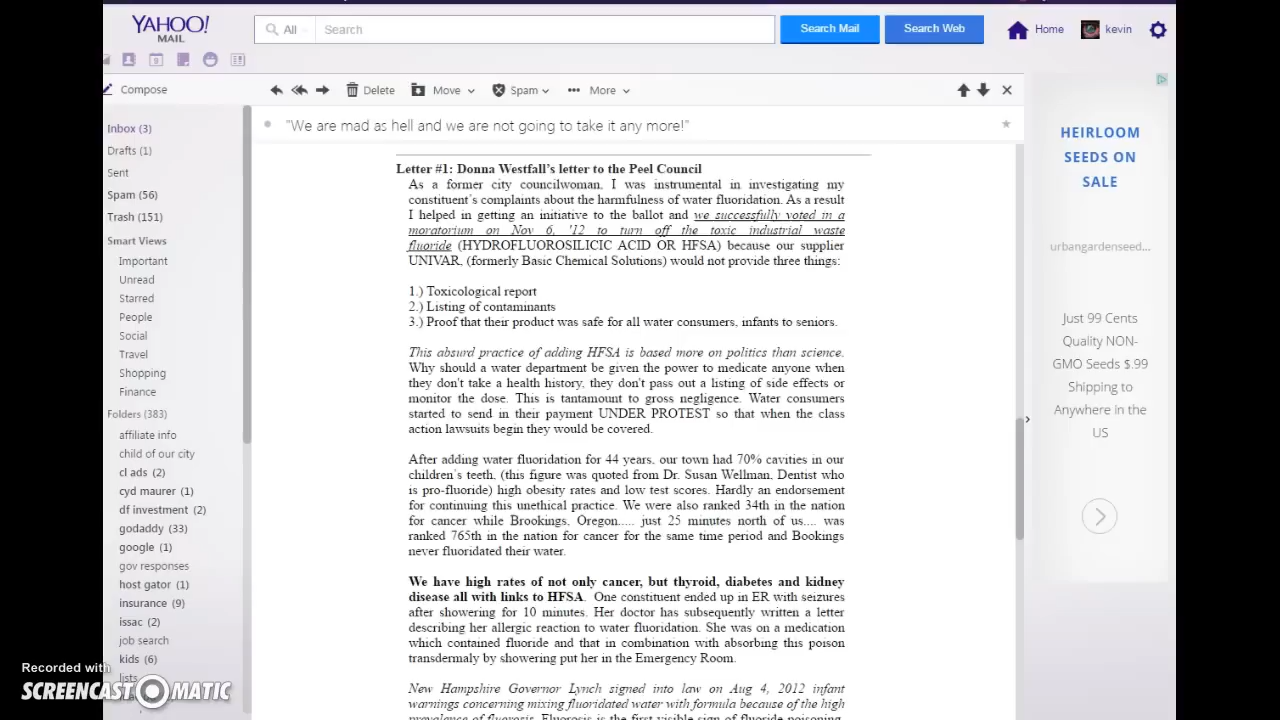 YAHOO!
MAIL
All
Search
Search Mail
Search Web
Home
kevin
Compose
Delete
Move
Spam
More
Inbox (3)
Drafts (1)
Sent
Spam (56)
Trash (151)
Smart Views
Important
Unread
Starred
People
Social
Travel
Shopping
Finance
Folders (383)
affiliate info
child of our city
cl ads (2)
cyd maurer (1)
df investment (2)
godaddy (33)
google (1)
gov responses
host gator (1)
insurance (9)
issac (2)
job search
kids (6)
lists
"We are mad as hell and we are not going to take it any more!"
Letter #1: Donna Westfall's letter to the Peel Council
As a former city councilwoman, I was instrumental in investigating my
constituent's complaints about the harmfulness of water fluoridation. As a result
I helped in getting an initiative to the ballot and we successfully voted in a
moratorium on Nov 6, '12 to turn off the toxic industrial waste
fluoride (HYDROFLUOROSILICIC ACID OR HFSA) because our supplier
UNIVAR, (formerly Basic Chemical Solutions) would not provide three things:
1.) Toxicological report
2.) Listing of contaminants
3.) Proof that their product was safe for all water consumers, infants to seniors.
This absurd practice of adding HFSA is based more on politics than science.
Why should a water department be given the power to medicate anyone when
they don't take a health history, they don't pass out a listing of side effects or
monitor the dose. This is tantamount to gross negligence. Water consumers
started to send in their payment UNDER PROTEST so that when the class
action lawsuits begin they would be covered.
After adding water fluoridation for 44 years, our town had 70% cavities in our
children's teeth, (this figure was quoted from Dr. Susan Wellman, Dentist who
is pro-fluoride) high obesity rates and low test scores. Hardly an endorsement
for continuing this unethical practice. We were also ranked 34th in the nation
for cancer while Brookings, Oregon..... just 25 minutes north of us.... was
ranked 765th in the nation for cancer for the same time period and Bookings
never fluoridated their water.
We have high rates of not only cancer, but thyroid, diabetes and kidney
disease all with links to HFSA. One constituent ended up in ER with seizures
after showering for 10 minutes. Her doctor has subsequently written a letter
describing her allergic reaction to water fluoridation. She was on a medication
which contained fluoride and that in combination with absorbing this poison
transdermaly by showering put her in the Emergency Room.
New Hampshire Governor Lynch signed into law on Aug 4, 2012 infant
warnings concerning mixing fluoridated water with formula because of the high
prevalence of fluorosis. Fluorosis is the first visible sign of fluoride poisoning.
HEIRLOOM
SEEDS ON
SALE
urbangardenseed...
Just 99 Cents
Quality NON-
GMO Seeds $.99
Shipping to
Anywhere in the
US
Recorded with
SCREENCAST-O-MATIC